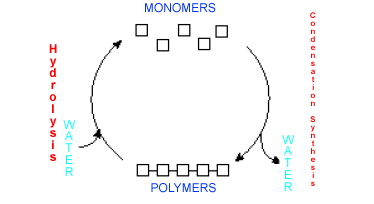 MONOMERS
Hydrolysis
WATER
Condensation Synthesis
WATER
POLYMERS